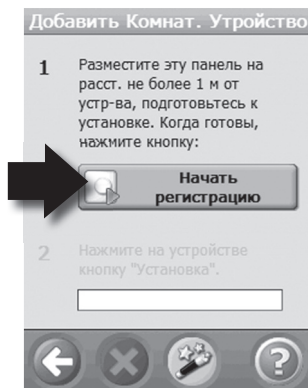 Добавить Комнат. Утройство
1
Разместите эту панель на
расст. не более 1 м от
устр-ва, подготовьтесь к
установке. Когда готовы,
нажмите кнопку:
Начать
регистрацию
2
Нажмите на устройстве
кнопку "Установка".
?